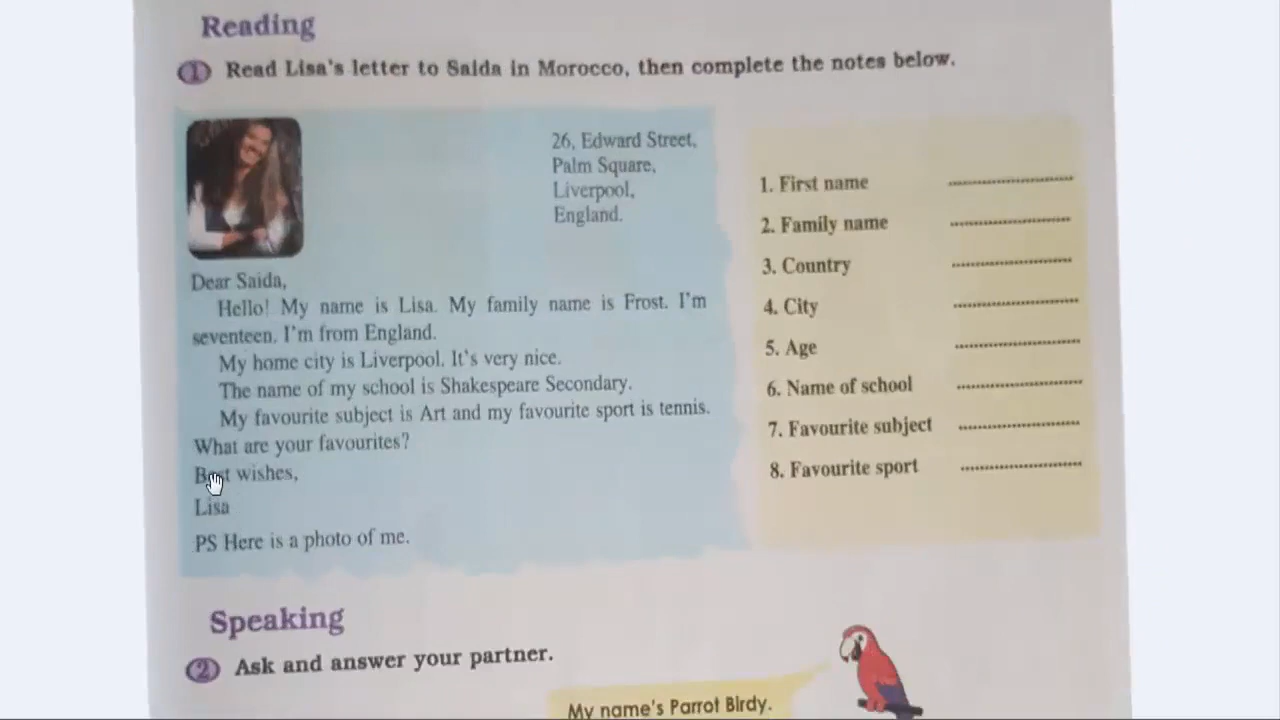 Reading
1 Read Lisa's letter to Saida in Morocco, then complete the notes below.
26, Edward Street,
Palm Square,
Liverpool,
England.
Dear Saida,
Hello! My name is Lisa. My family name is Frost. I'm
seventeen. I'm from England.
My home city is Liverpool. It's very nice.
The name of my school is Shakespeare Secondary.
My favourite subject is Art and my favourite sport is tennis.
What are your favourites?
Best wishes,
Lisa
PS Here is a photo of me.
1. First name ........................
2. Family name ........................
3. Country ........................
4. City ........................
5. Age ........................
6. Name of school ........................
7. Favourite subject ........................
8. Favourite sport ........................
Speaking
2 Ask and answer your partner.
My name's Parrot Birdy.